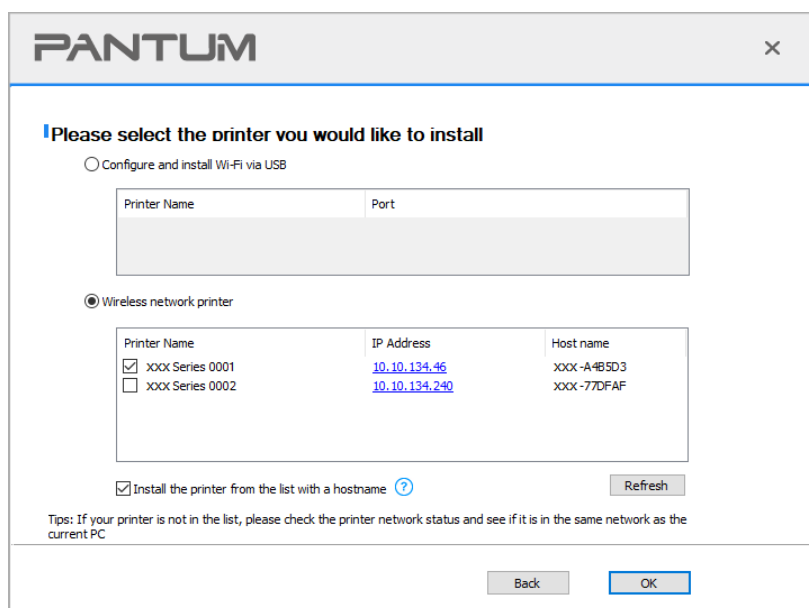 PANTUM
Please select the printer you would like to install
Configure and install Wi-Fi via USB
Printer Name Port
Wireless network printer
Printer Name IP Address Host name
XXX Series 0001 10.10.134.46 XXX-A4B5D3
XXX Series 0002 10.10.134.240 XXX-77DFAF
Install the printer from the list with a hostname ?
Refresh
Tips: If your printer is not in the list, please check the printer network status and see if it is in the same network as the
current PC
Back OK